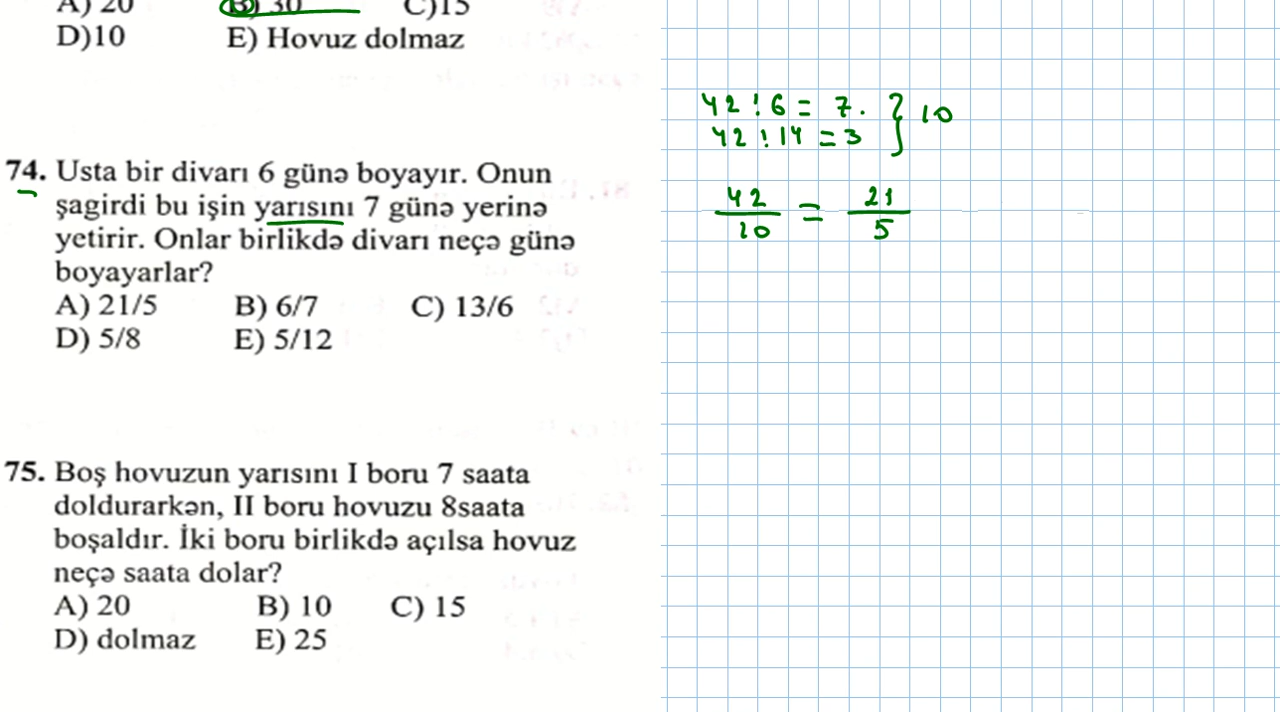 A) 20 B) 30 C)15
D)10 E) Hovuz dolmaz
74. Usta bir divarı 6 günə boyayır. Onun
şagirdi bu işin yarısını 7 günə yerinə
yetirir. Onlar birlikdə divarı neçə günə
boyayarlar?
A) 21/5 B) 6/7 C) 13/6
D) 5/8 E) 5/12
75. Boş hovuzun yarısını I boru 7 saata
doldurarkən, II boru hovuzu 8saata
boşaldır. İki boru birlikdə açılsa hovuz
neçə saata dolar?
A) 20 B) 10 C) 15
D) dolmaz E) 25
42 : 6 = 7.
42 : 14 = 3 } 10
42/10 = 21/5